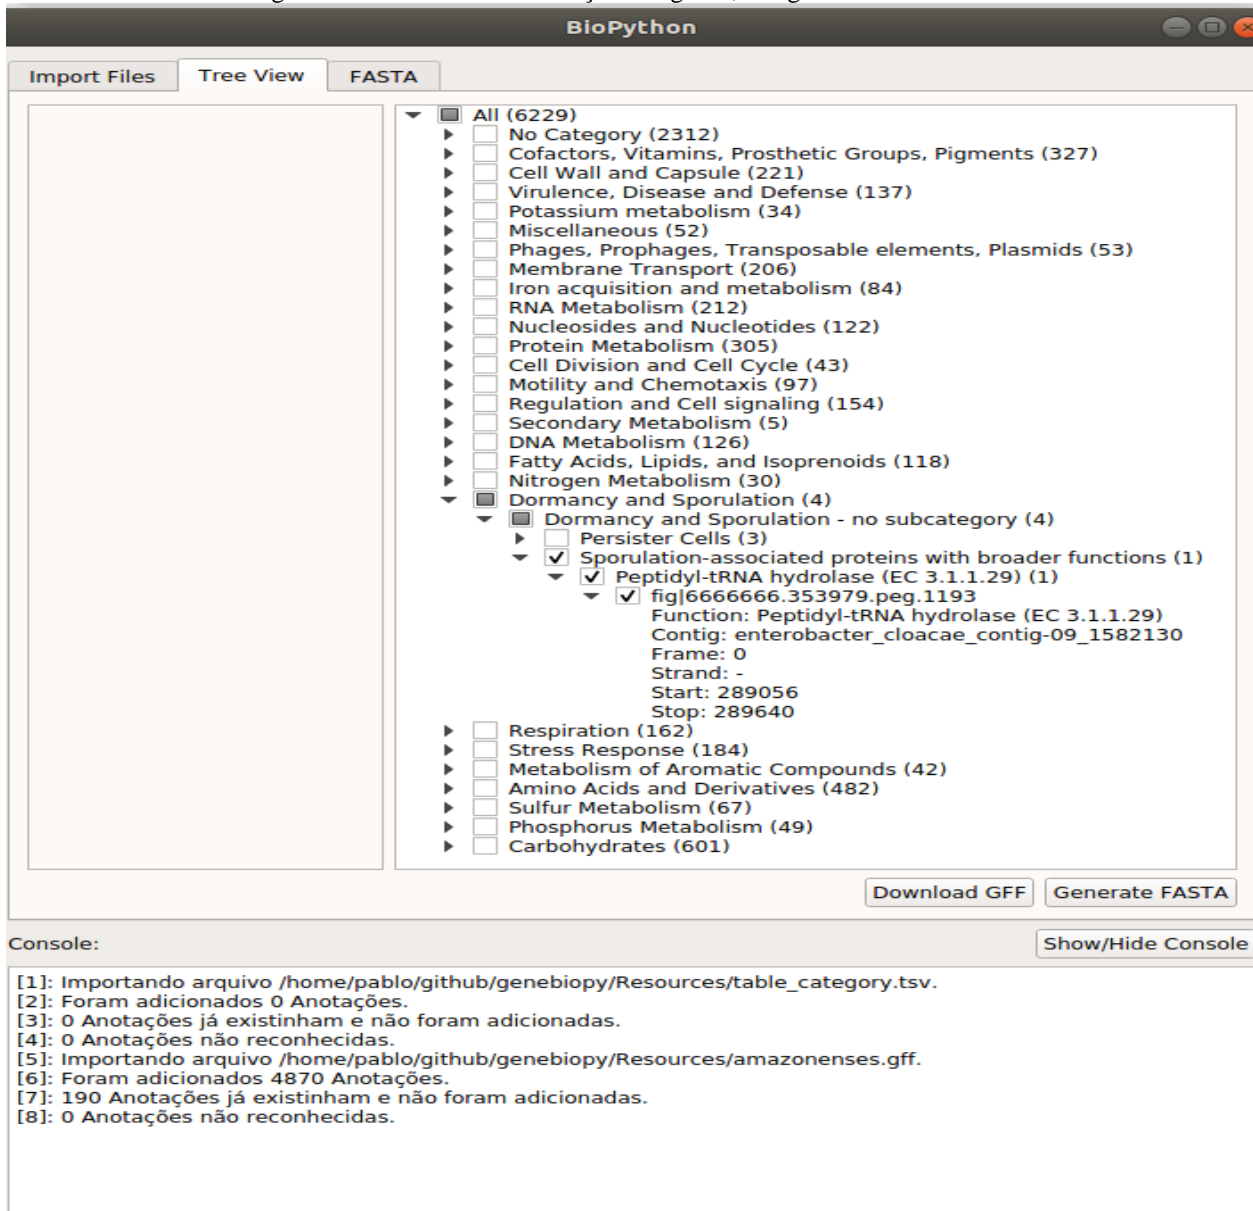 BioPython
Import Files Tree View FASTA
All (6229)
No Category (2312)
Cofactors, Vitamins, Prosthetic Groups, Pigments (327)
Cell Wall and Capsule (221)
Virulence, Disease and Defense (137)
Potassium metabolism (34)
Miscellaneous (52)
Phages, Prophages, Transposable elements, Plasmids (53)
Membrane Transport (206)
Iron acquisition and metabolism (84)
RNA Metabolism (212)
Nucleosides and Nucleotides (122)
Protein Metabolism (305)
Cell Division and Cell Cycle (43)
Motility and Chemotaxis (97)
Regulation and Cell signaling (154)
Secondary Metabolism (5)
DNA Metabolism (126)
Fatty Acids, Lipids, and Isoprenoids (118)
Nitrogen Metabolism (30)
Dormancy and Sporulation (4)
Dormancy and Sporulation - no subcategory (4)
Persister Cells (3)
Sporulation-associated proteins with broader functions (1)
Peptidyl-tRNA hydrolase (EC 3.1.1.29) (1)
fig|6666666.353979.peg.1193
Function: Peptidyl-tRNA hydrolase (EC 3.1.1.29)
Contig: enterobacter_cloacae_contig-09_1582130
Frame: 0
Strand: -
Start: 289056
Stop: 289640
Respiration (162)
Stress Response (184)
Metabolism of Aromatic Compounds (42)
Amino Acids and Derivatives (482)
Sulfur Metabolism (67)
Phosphorus Metabolism (49)
Carbohydrates (601)
Download GFF Generate FASTA
Console: Show/Hide Console
[1]: Importando arquivo /home/pablo/github/genebiopy/Resources/table_category.tsv.
[2]: Foram adicionados 0 Anotações.
[3]: 0 Anotações já existinham e não foram adicionadas.
[4]: 0 Anotações não reconhecidas.
[5]: Importando arquivo /home/pablo/github/genebiopy/Resources/amazonenses.gff.
[6]: Foram adicionados 4870 Anotações.
[7]: 190 Anotações já existinham e não foram adicionadas.
[8]: 0 Anotações não reconhecidas.